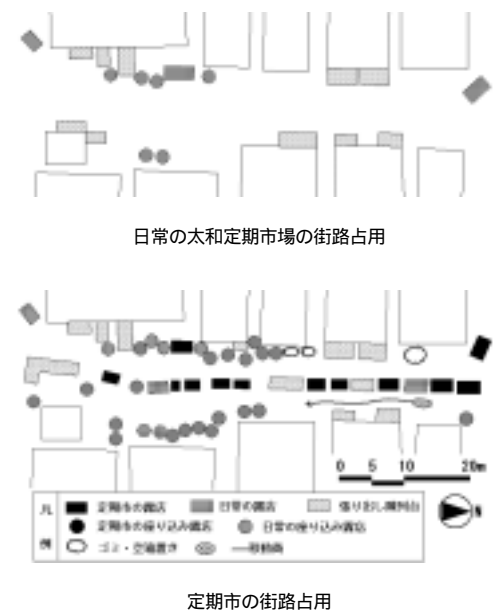 日常の太和定期市場の街路占用
0 5 10 20m
凡 定期市の露店 日常の露店 張り出し陳列台
定期市の座り込み露店 日常の座り込み露店 N
例 ゴミ・空箱置き 移動商
定期市の街路占用